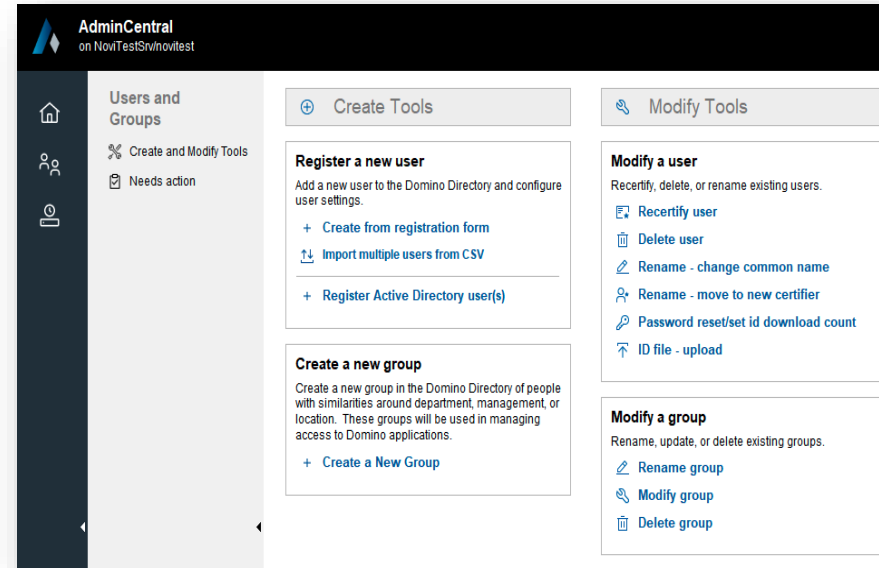 AdminCentral
on NoviTestSrv/novitest
Users and
Groups
Create and Modify Tools
Needs action
Create Tools
Register a new user
Add a new user to the Domino Directory and configure
user settings.
+ Create from registration form
Import multiple users from CSV
+ Register Active Directory user(s)
Create a new group
Create a new group in the Domino Directory of people
with similarities around department, management, or
location. These groups will be used in managing
access to Domino applications.
+ Create a New Group
Modify Tools
Modify a user
Recertify, delete, or rename existing users.
Recertify user
Delete user
Rename - change common name
Rename - move to new certifier
Password reset/set id download count
ID file - upload
Modify a group
Rename, update, or delete existing groups.
Rename group
Modify group
Delete group